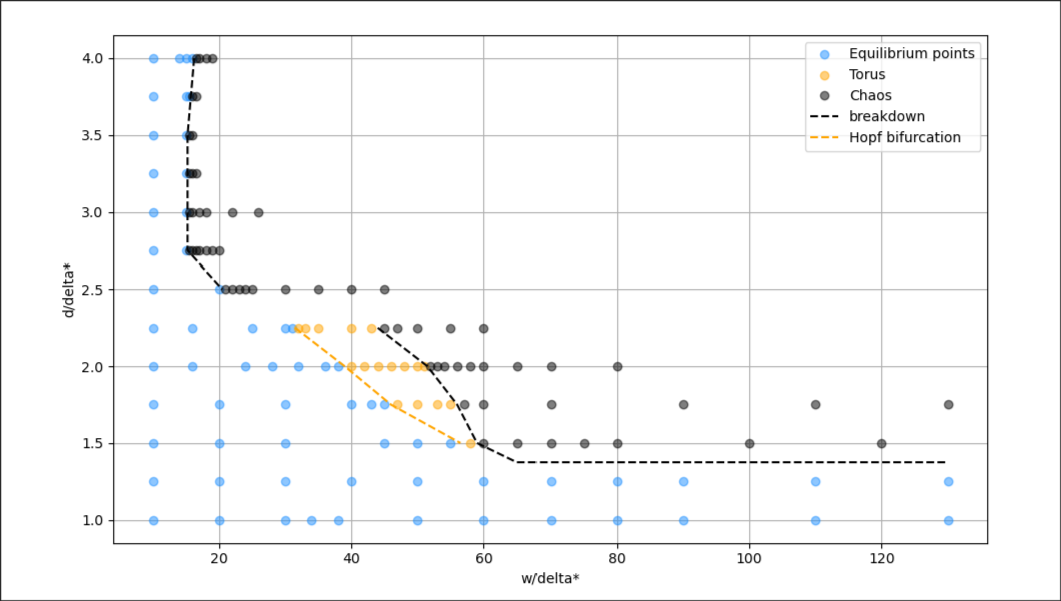 4.0
3.5
3.0
2.5
2.0
1.5
1.0
d/delta*
20 40 60 80 100 120
w/delta*
Equilibrium points
Torus
Chaos
breakdown
Hopf bifurcation